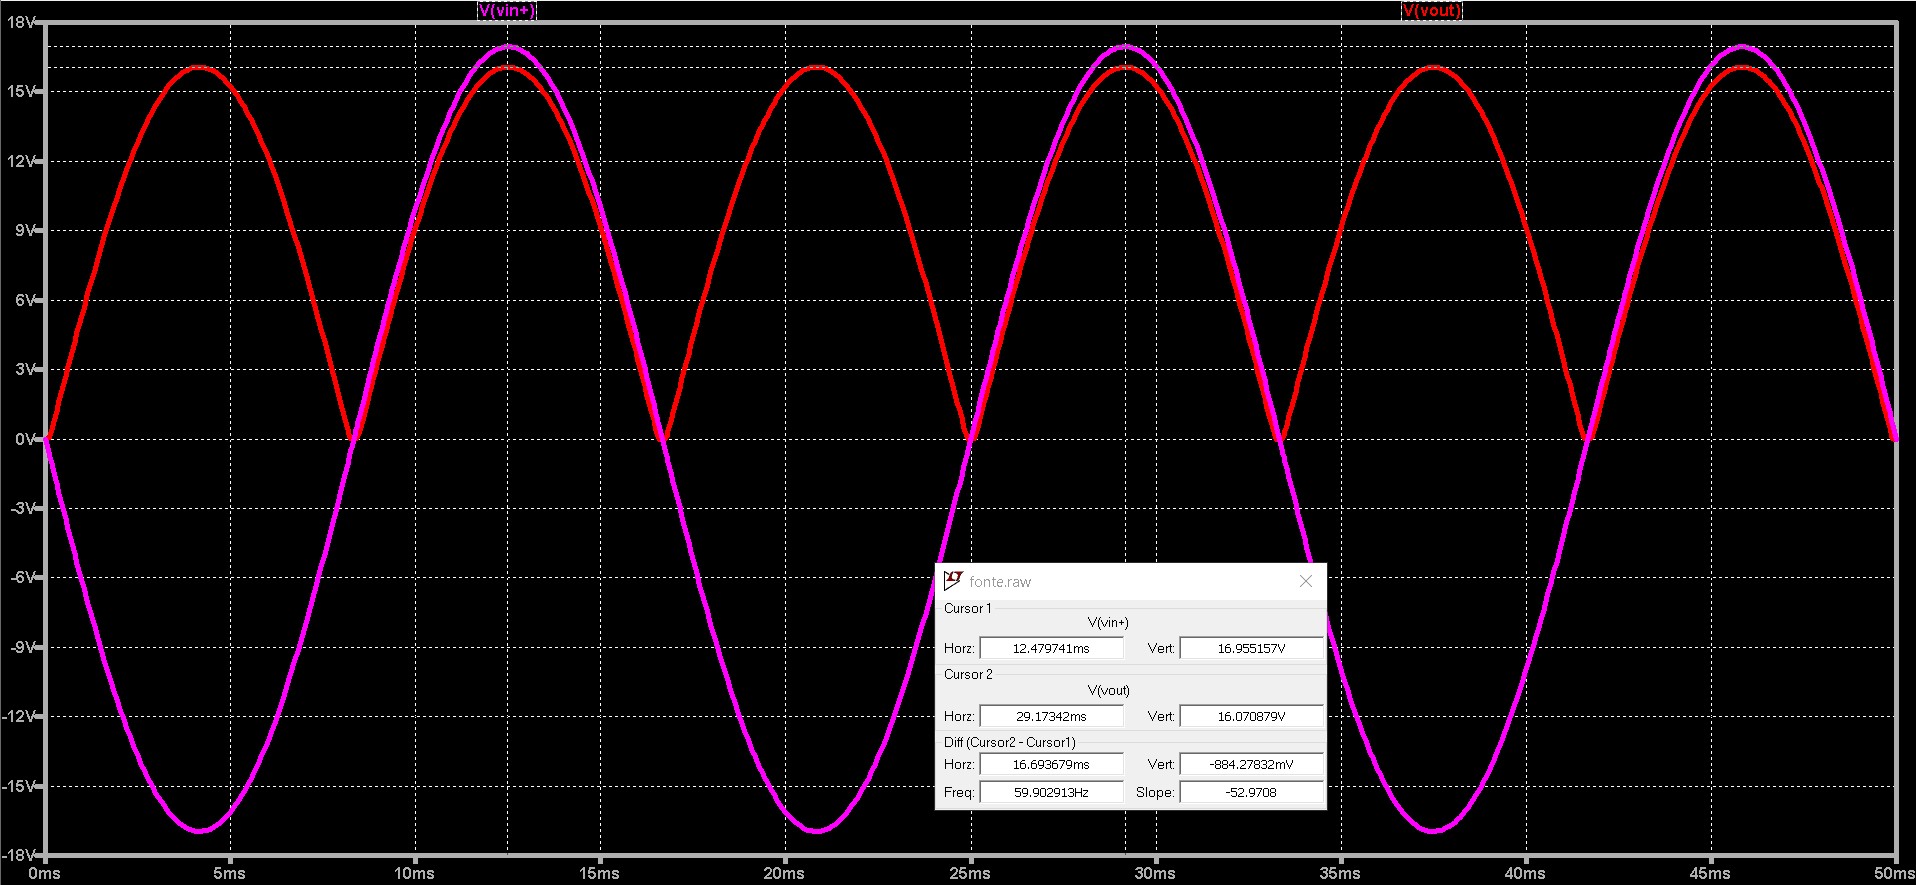 V(vin+) V(vout)
18V
15V
12V
9V
6V
3V
0V
-3V
-6V
-9V
-12V
-15V
-18V
0ms 5ms 10ms 15ms 20ms 25ms 30ms 35ms 40ms 45ms 50ms
fonte.raw
Cursor 1
V(vin+)
Horz: 12.479741ms Vert: 16.955157V
Cursor 2
V(vout)
Horz: 29.17342ms Vert: 16.070879V
Diff (Cursor2 - Cursor1)
Horz: 16.693679ms Vert: -884.27832mV
Freq: 59.902913Hz Slope: -52.9708